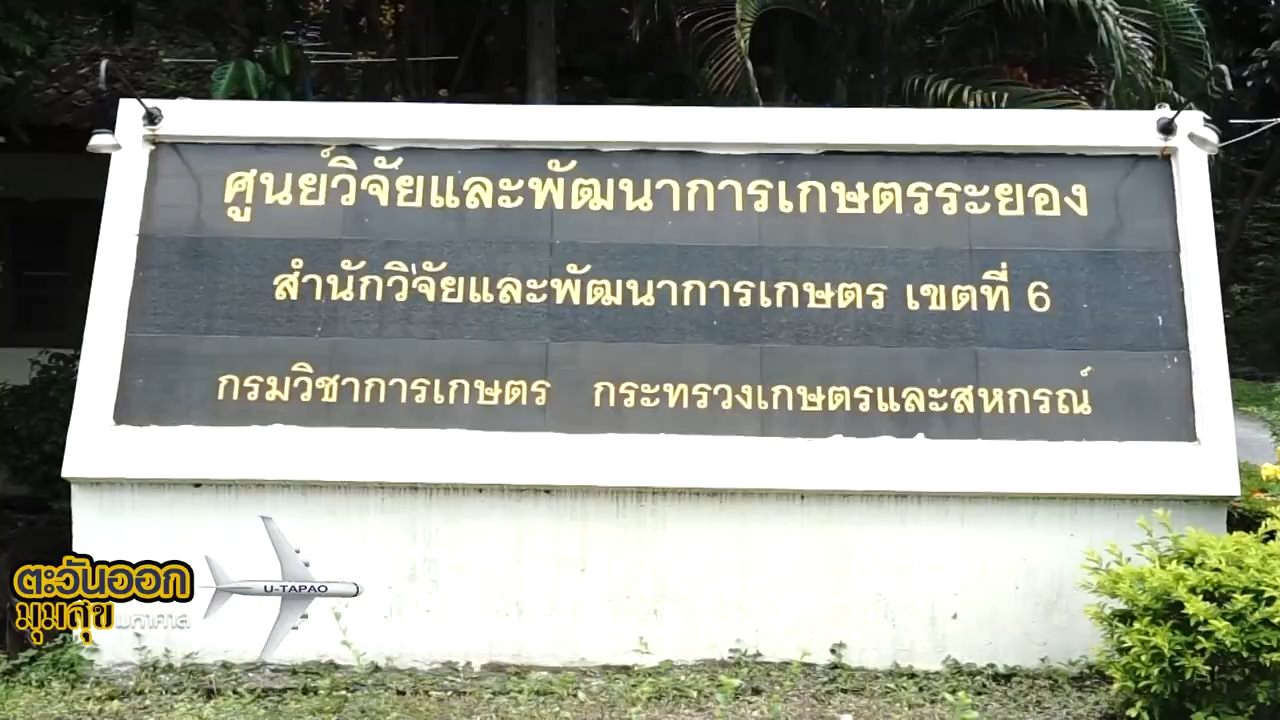 ศูนย์วิจัยและพัฒนาการเกษตรระยอง
สำนักวิจัยและพัฒนาการเกษตร เขตที่ 6
กรมวิชาการเกษตร กระทรวงเกษตรและสหกรณ์
ตะวันออก
มุมสุข
U-TAPAO